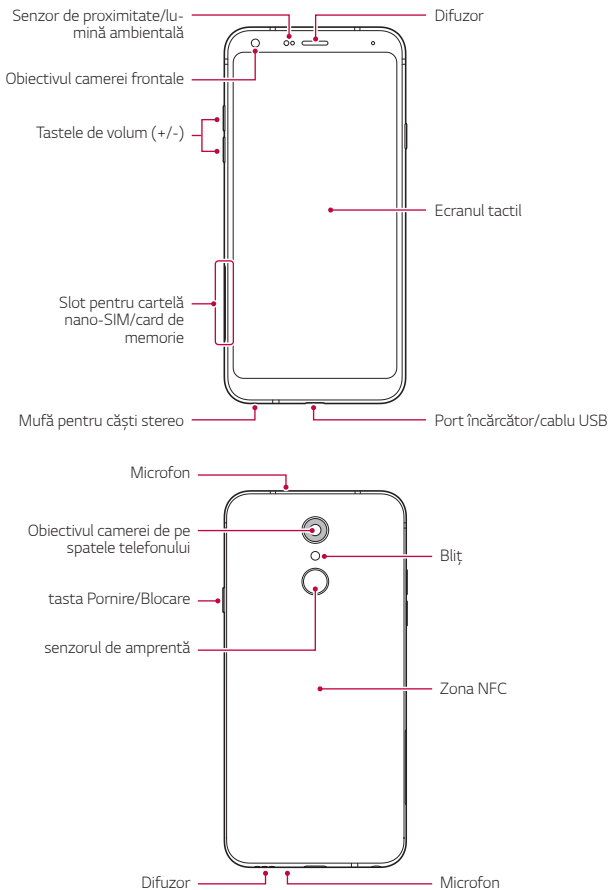 Senzor de proximitate/lu-
mină ambientală
Difuzor
Obiectivul camerei frontale
Tastele de volum (+/-)
Ecranul tactil
Slot pentru cartelă
nano-SIM/card de
memorie
Mufă pentru căști stereo
Port încărcător/cablu USB
Microfon
Obiectivul camerei de pe
spatele telefonului
Bliț
tasta Pornire/Blocare
senzorul de amprentă
Zona NFC
Difuzor
Microfon